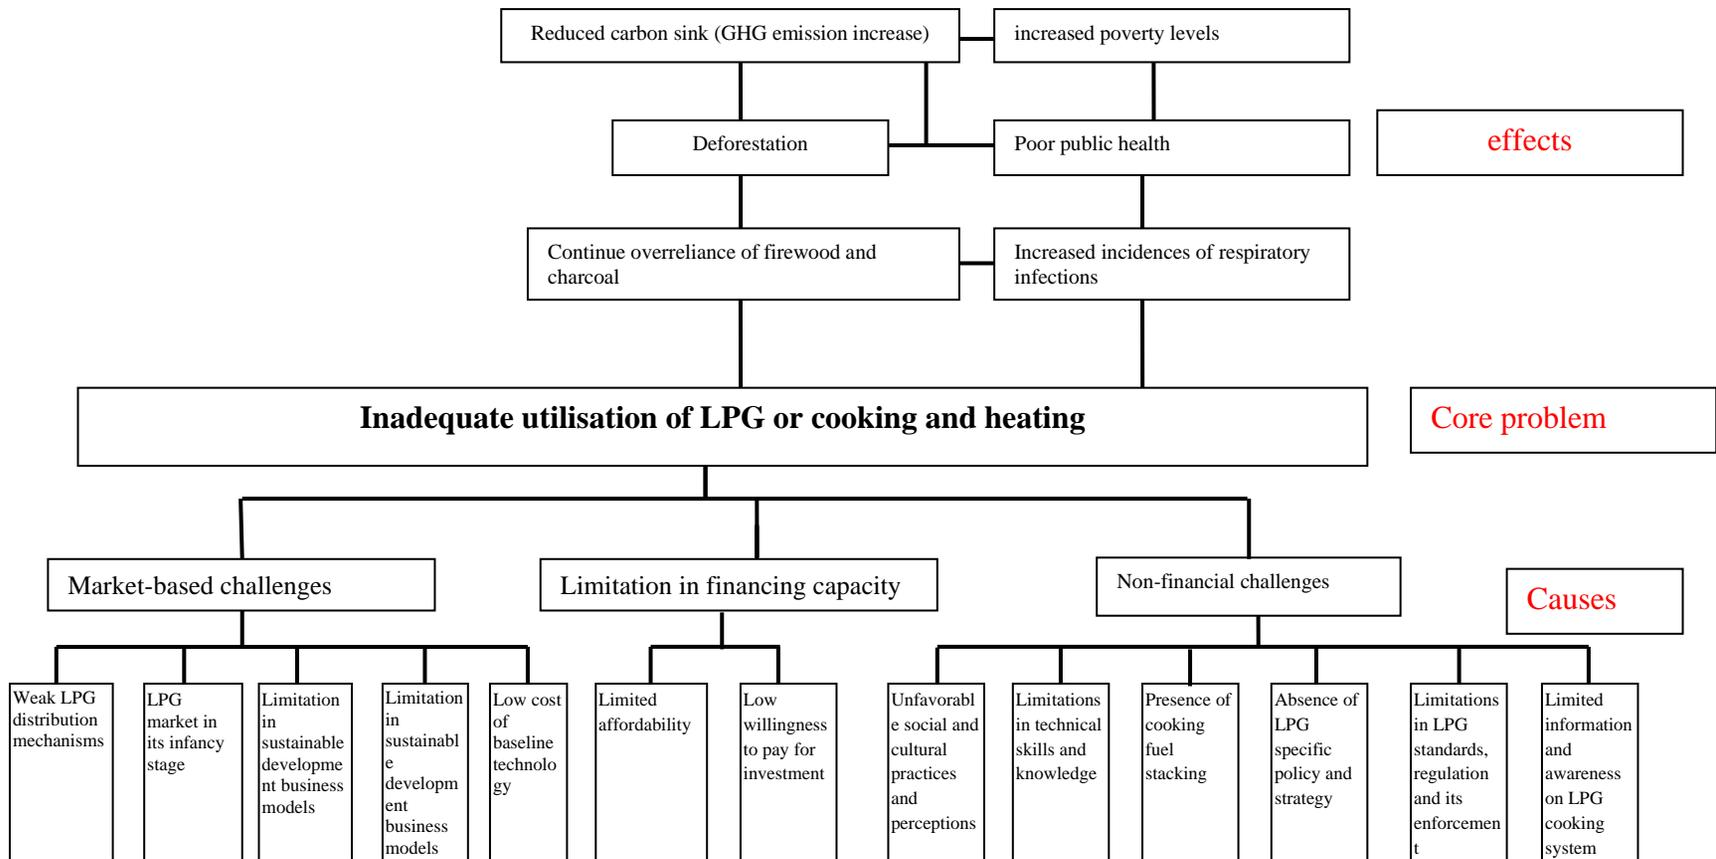 Reduced carbon sink (GHG emission increase)
increased poverty levels
Deforestation
Poor public health
effects
Continue overreliance of firewood and
charcoal
Increased incidences of respiratory
infections
Inadequate utilisation of LPG or cooking and heating
Core problem
Market-based challenges
Limitation in financing capacity
Non-financial challenges
Causes
Weak LPG
distribution
mechanisms
LPG
market in
its infancy
stage
Limitation
in
sustainable
developme
nt business
models
Limitation
in
sustainabl
e
developm
ent
business
models
Low cost
of
baseline
technolo
gy
Limited
affordability
Low
willingness
to pay for
investment
Unfavorabl
e social and
cultural
practices
and
perceptions
Limitations
in technical
skills and
knowledge
Presence of
cooking
fuel
stacking
Absence of
LPG
specific
policy and
strategy
Limitations
in LPG
standards,
regulation
and its
enforcemen
t
Limited
information
and
awareness
on LPG
cooking
system